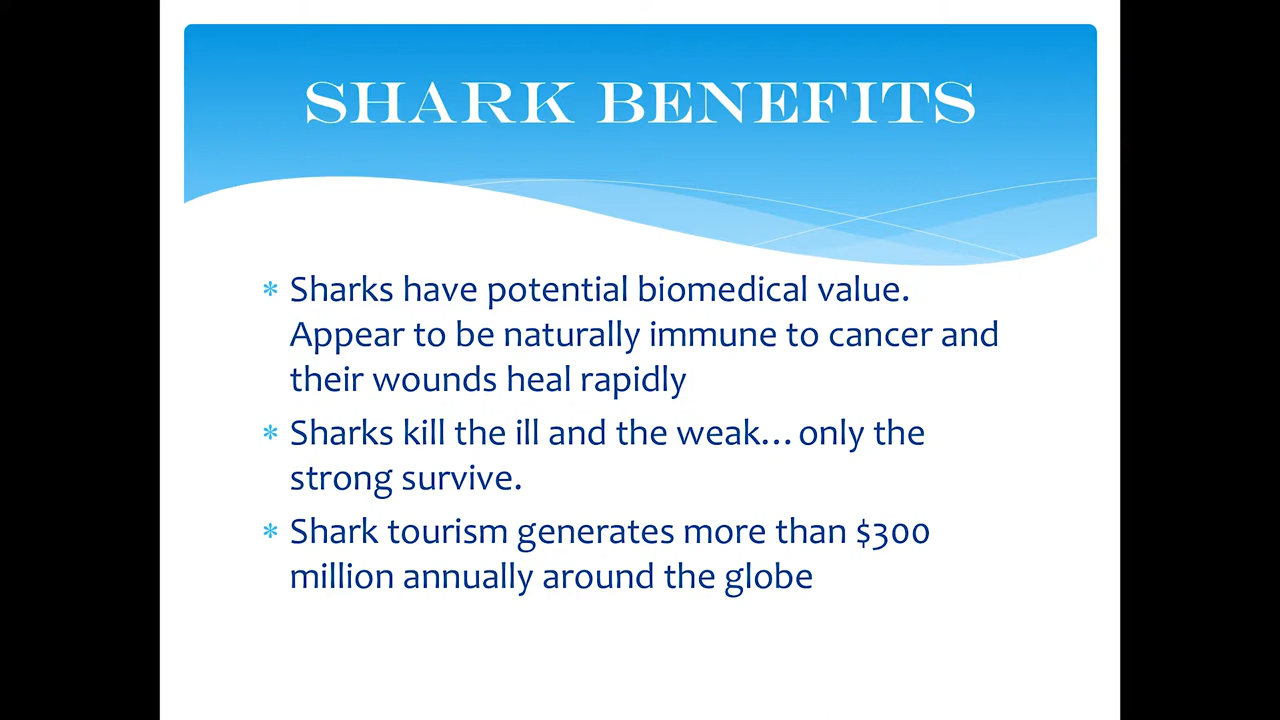 SHARK BENEFITS
* Sharks have potential biomedical value.
Appear to be naturally immune to cancer and
their wounds heal rapidly
* Sharks kill the ill and the weak…only the
strong survive.
* Shark tourism generates more than $300
million annually around the globe